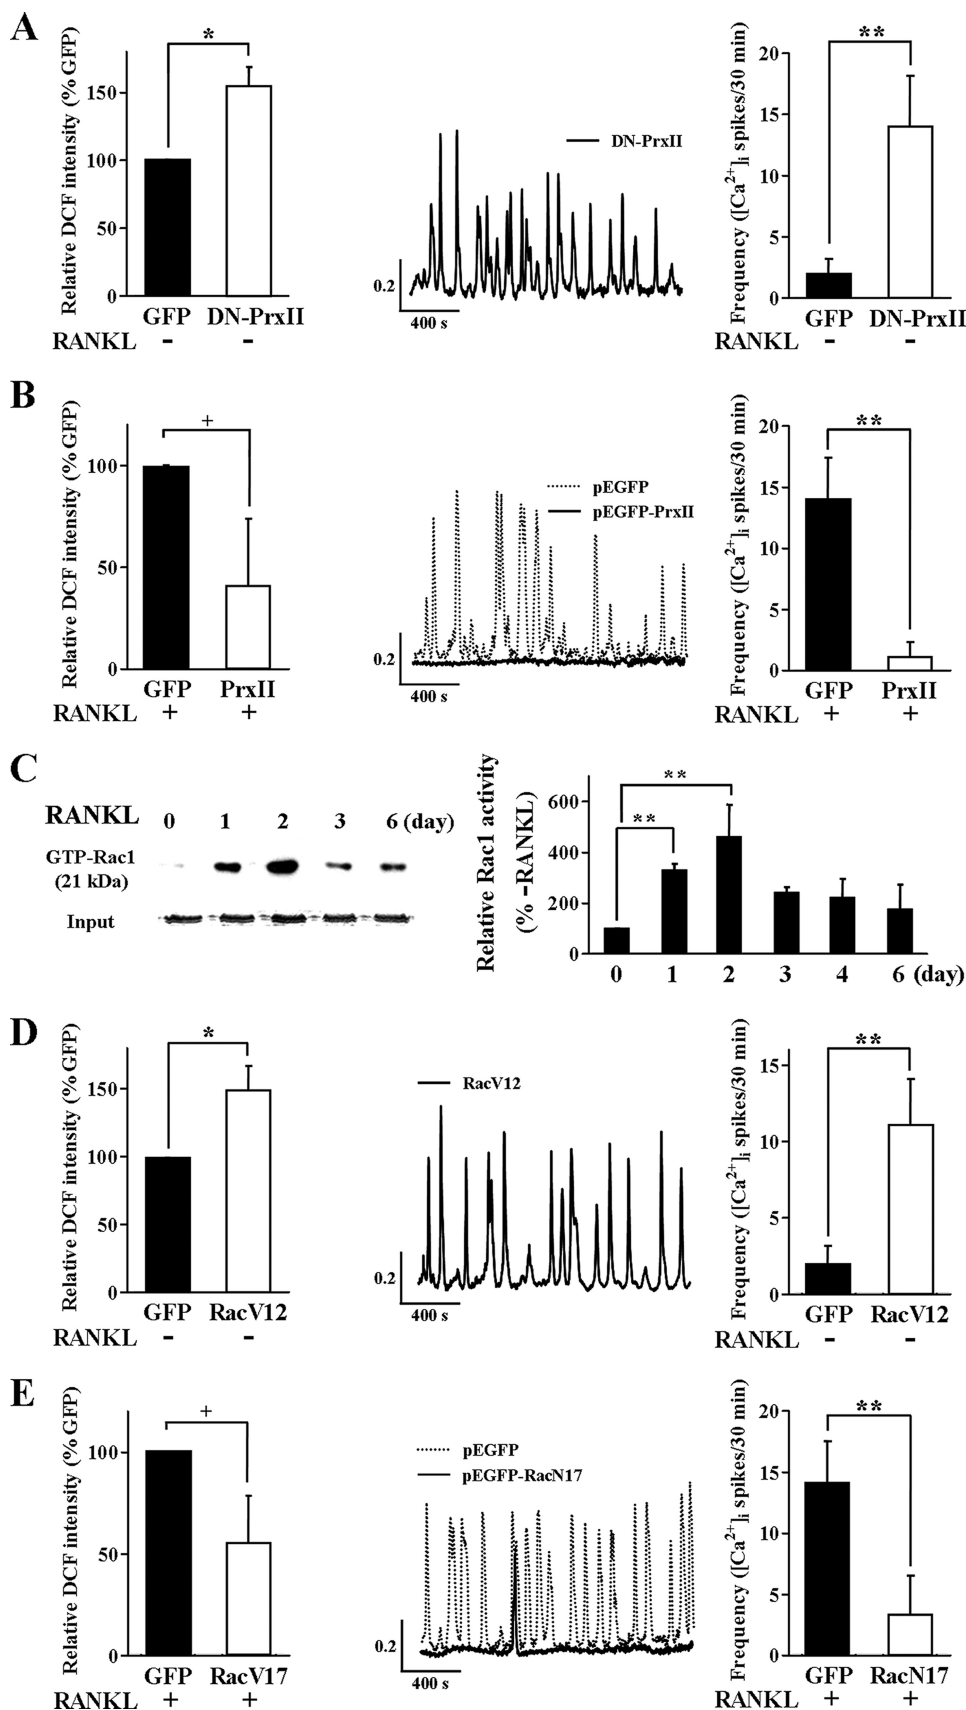 A
Relative DCF intensity (% GFP)
150
100
50
0
*
GFP DN-PrxII
RANKL - -
DN-PrxII
0.2
400 s
Frequency ([Ca2+]i spikes/30 min)
20
15
10
5
0
**
GFP DN-PrxII
RANKL - -
B
Relative DCF intensity (% GFP)
100
50
0
+
GFP PrxII
RANKL + +
pEGFP
pEGFP-PrxII
0.2
400 s
Frequency ([Ca2+]i spikes/30 min)
20
15
10
5
0
**
GFP PrxII
RANKL + +
C
RANKL 0 1 2 3 6 (day)
GTP-Rac1
(21 kDa)
Input
Relative Rac1 activity
(% -RANKL)
600
400
200
0
**
**
0 1 2 3 4 6 (day)
D
Relative DCF intensity (% GFP)
150
100
50
0
*
GFP RacV12
RANKL - -
RacV12
0.2
400 s
Frequency ([Ca2+]i spikes/30 min)
15
10
5
0
**
GFP RacV12
RANKL - -
E
Relative DCF intensity (% GFP)
100
50
0
+
GFP RacV17
RANKL + +
pEGFP
pEGFP-RacN17
0.2
400 s
Frequency ([Ca2+]i spikes/30 min)
20
15
10
5
0
**
GFP RacN17
RANKL + +